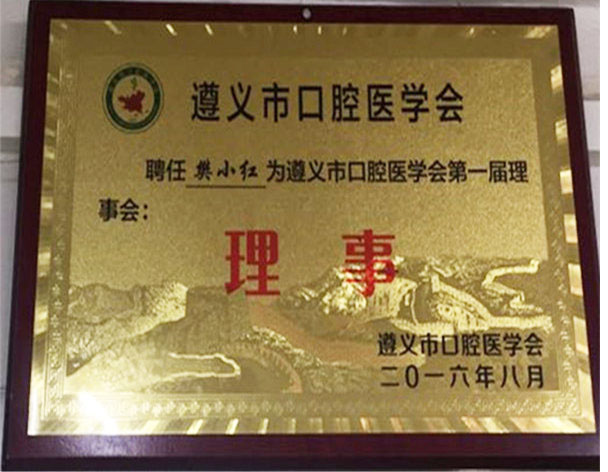 遵义市口腔医学会
聘任 樊小红 为遵义市口腔医学会第一届理
事会：
理 事
遵义市口腔医学会
二〇一六年八月